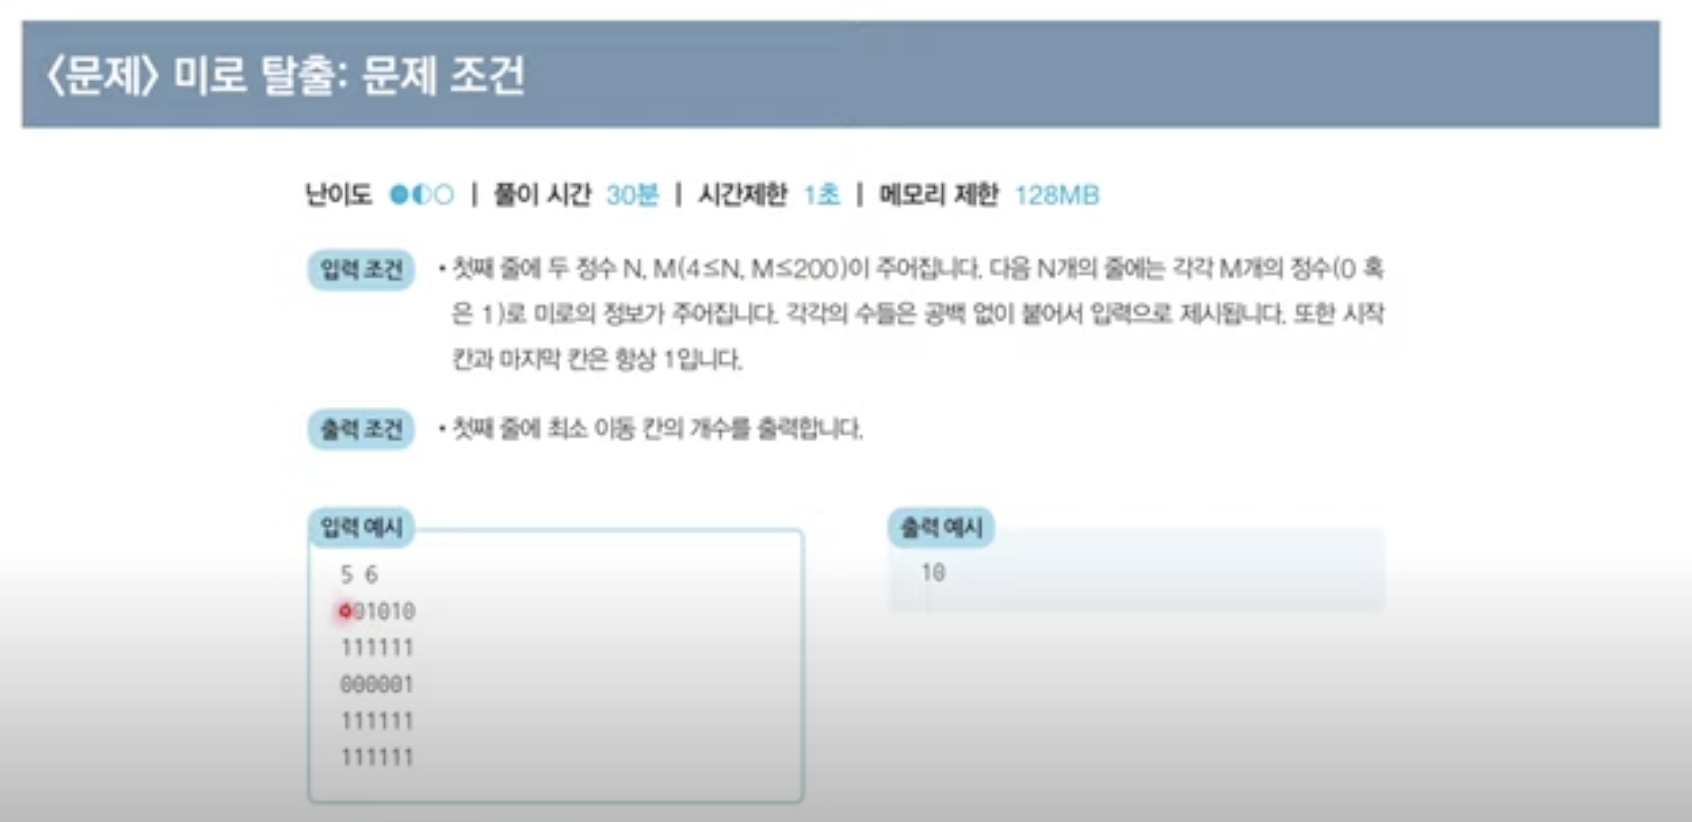 <문제> 미로 탈출: 문제 조건
난이도 | 풀이 시간 30분 | 시간제한 1초 | 메모리 제한 128MB
입력 조건 • 첫째 줄에 두 정수 N, M(4≤N, M≤200)이 주어집니다. 다음 N개의 줄에는 각각 M개의 정수(0 혹
은 1)로 미로의 정보가 주어집니다. 각각의 수들은 공백 없이 붙어서 입력으로 제시됩니다. 또한 시작
칸과 마지막 칸은 항상 1입니다.
출력 조건 • 첫째 줄에 최소 이동 칸의 개수를 출력합니다.
입력 예시
5 6
001010
111111
000001
111111
111111
출력 예시
10